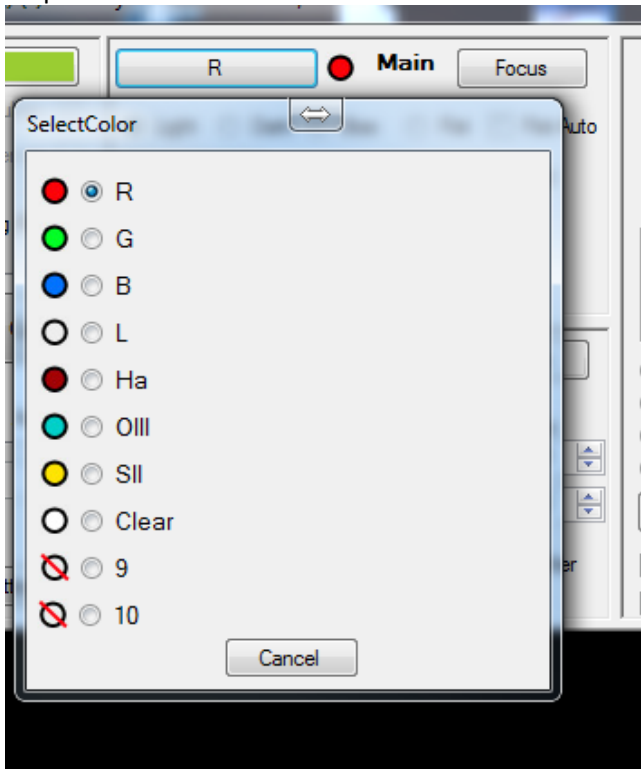 R Main Focus
SelectColor
Auto
R
G
B
L
Ha
OIII
SII
Clear
9
10
Cancel